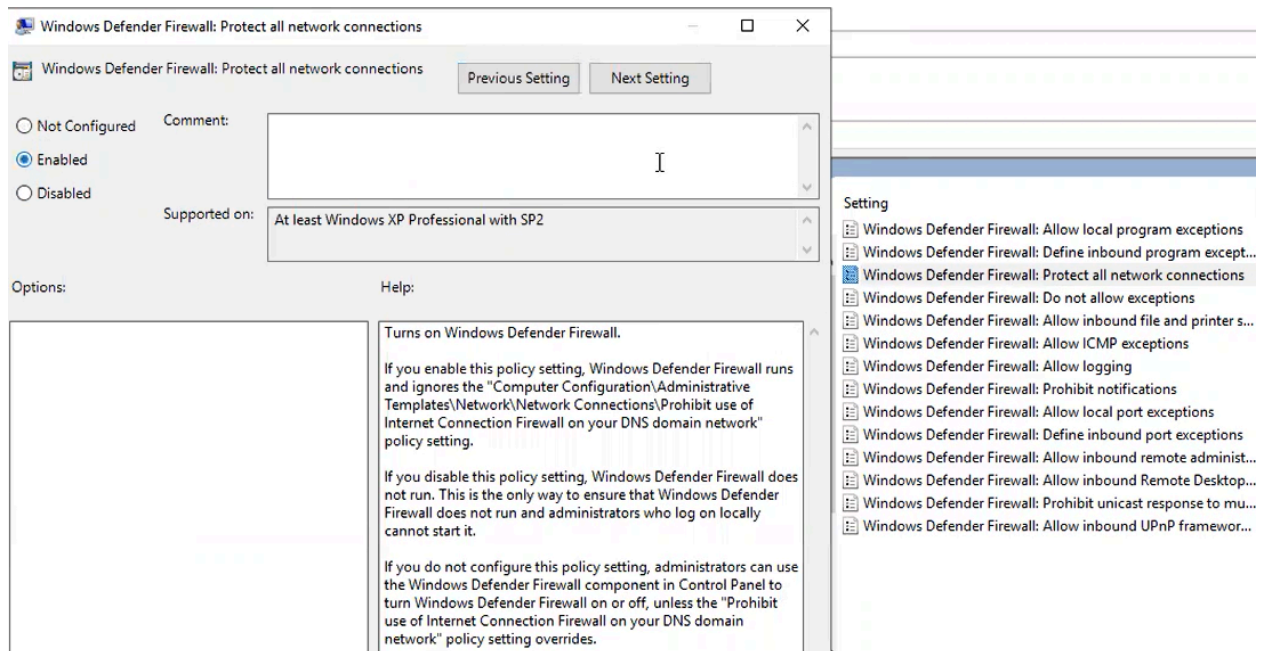 Windows Defender Firewall: Protect all network connections
Windows Defender Firewall: Protect all network connections
Previous Setting
Next Setting
Not Configured
Enabled
Disabled
Comment:
Supported on:
At least Windows XP Professional with SP2
Options:
Help:
Turns on Windows Defender Firewall.
If you enable this policy setting, Windows Defender Firewall runs
and ignores the "Computer Configuration\Administrative
Templates\Network\Network Connections\Prohibit use of
Internet Connection Firewall on your DNS domain network"
policy setting.
If you disable this policy setting, Windows Defender Firewall does
not run. This is the only way to ensure that Windows Defender
Firewall does not run and administrators who log on locally
cannot start it.
If you do not configure this policy setting, administrators can use
the Windows Defender Firewall component in Control Panel to
turn Windows Defender Firewall on or off, unless the "Prohibit
use of Internet Connection Firewall on your DNS domain
network" policy setting overrides.
Setting
Windows Defender Firewall: Allow local program exceptions
Windows Defender Firewall: Define inbound program except...
Windows Defender Firewall: Protect all network connections
Windows Defender Firewall: Do not allow exceptions
Windows Defender Firewall: Allow inbound file and printer s...
Windows Defender Firewall: Allow ICMP exceptions
Windows Defender Firewall: Allow logging
Windows Defender Firewall: Prohibit notifications
Windows Defender Firewall: Allow local port exceptions
Windows Defender Firewall: Define inbound port exceptions
Windows Defender Firewall: Allow inbound remote administ...
Windows Defender Firewall: Allow inbound Remote Desktop...
Windows Defender Firewall: Prohibit unicast response to mu...
Windows Defender Firewall: Allow inbound UPnP framewor...